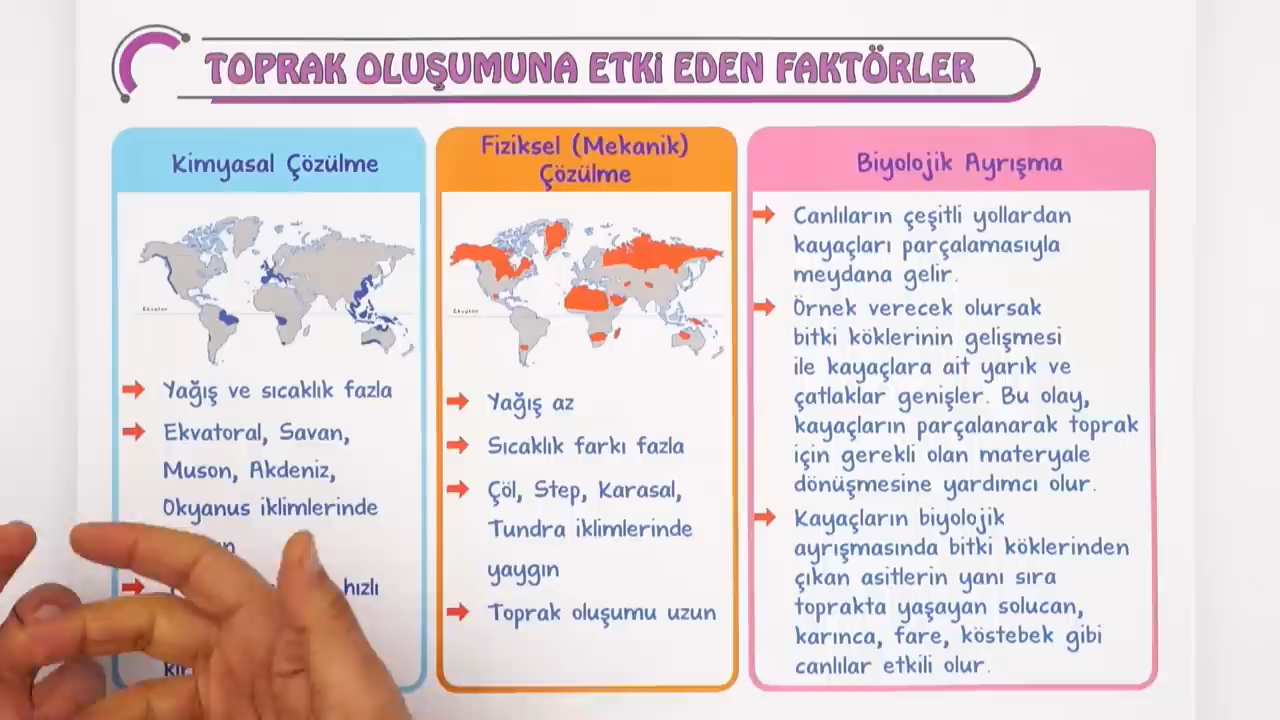 TOPRAK OLUŞUMUNA ETKİ EDEN FAKTÖRLER
Kimyasal Çözülme
Ekvator
Yağış ve sıcaklık fazla
Ekvatoral, Savan,
Muson, Akdeniz,
Okyanus iklimlerinde
hızlı
Fiziksel (Mekanik)
Çözülme
Ekvator
Yağış az
Sıcaklık farkı fazla
Çöl, Step, Karasal,
Tundra iklimlerinde
yaygın
Toprak oluşumu uzun
Biyolojik Ayrışma
Canlıların çeşitli yollardan
kayaçları parçalamasıyla
meydana gelir.
Örnek verecek olursak
bitki köklerinin gelişmesi
ile kayaçlara ait yarık ve
çatlaklar genişler. Bu olay,
kayaçların parçalanarak toprak
için gerekli olan materyale
dönüşmesine yardımcı olur.
Kayaçların biyolojik
ayrışmasında bitki köklerinden
çıkan asitlerin yanı sıra
toprakta yaşayan solucan,
karınca, fare, köstebek gibi
canlılar etkili olur.